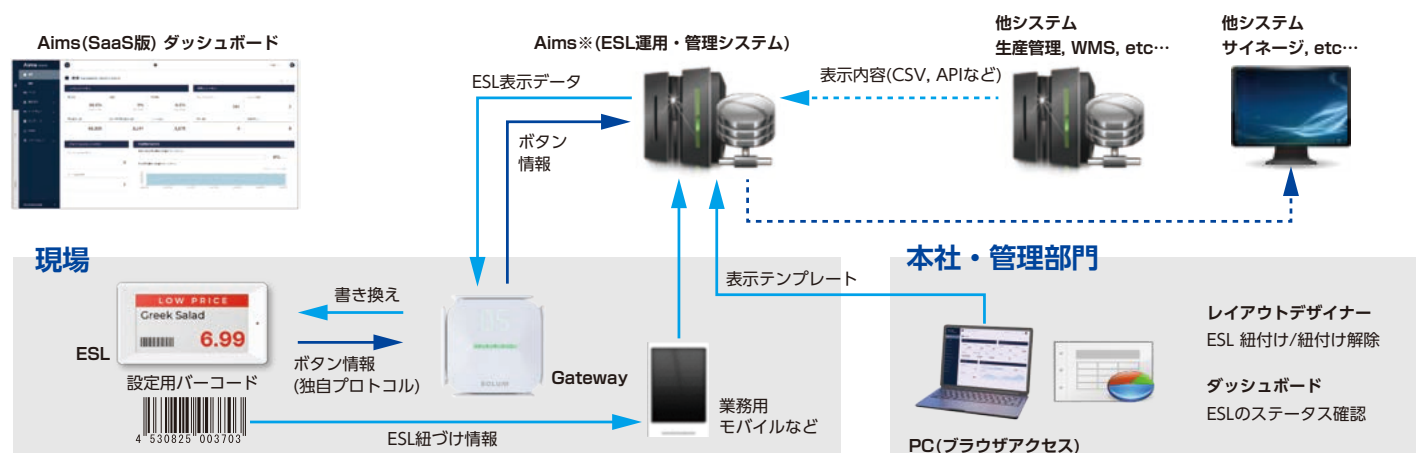 Aims(SaaS版) ダッシュボード
Aims※(ESL運用・管理システム)
他システム
生産管理, WMS, etc…
他システム
サイネージ, etc…
ESL表示データ
表示内容(CSV, APIなど)
ボタン
情報
現場
本社・管理部門
表示テンプレート
書き換え
LOW PRICE
Greek Salad
6.99
ESL
ボタン情報
(独自プロトコル)
SOLUM
Gateway
設定用バーコード
4 530825 003703
ESL紐づけ情報
業務用
モバイルなど
レイアウトデザイナー
ESL 紐付け/紐付け解除
ダッシュボード
ESLのステータス確認
PC(ブラウザアクセス)